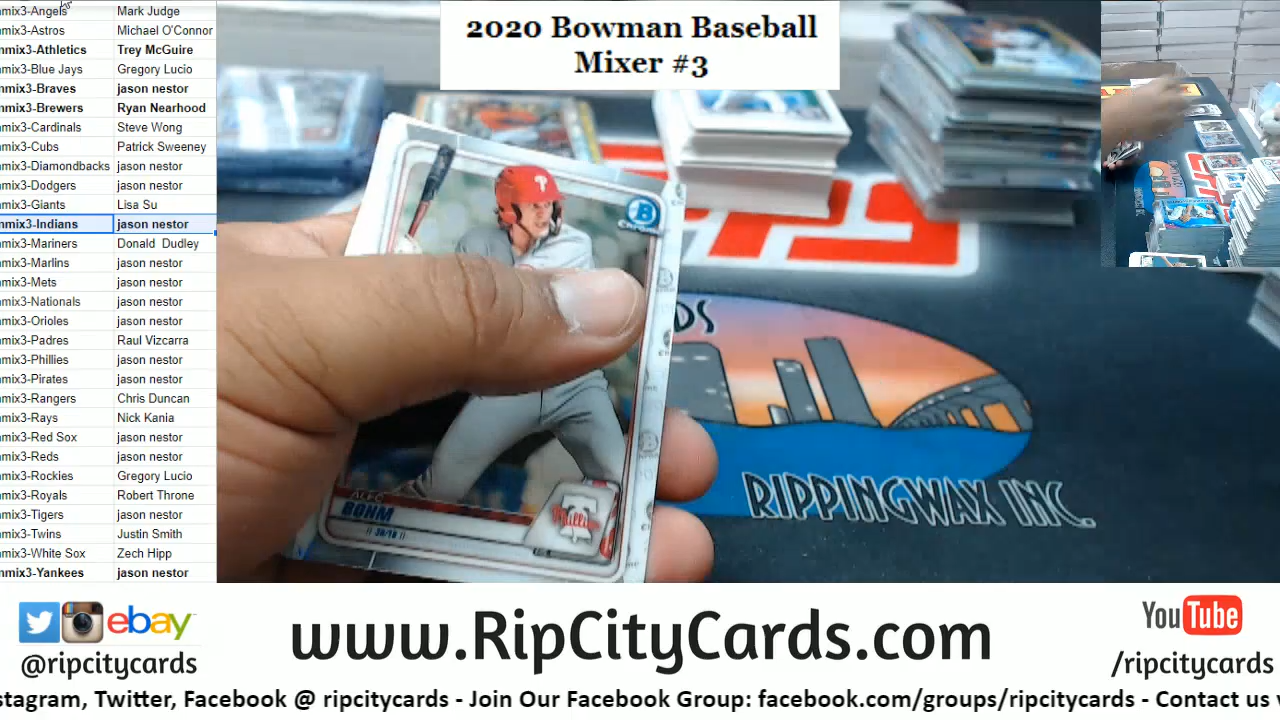 2020 Bowman Baseball
Mixer #3
mix3-Angels Mark Judge
mix3-Astros Michael O'Connor
mix3-Athletics Trey McGuire
mix3-Blue Jays Gregory Lucio
mix3-Braves jason nestor
mix3-Brewers Ryan Nearhood
mix3-Cardinals Steve Wong
mix3-Cubs Patrick Sweeney
mix3-Diamondbacks jason nestor
mix3-Dodgers jason nestor
mix3-Giants Lisa Su
mix3-Indians jason nestor
mix3-Mariners Donald Dudley
mix3-Marlins jason nestor
mix3-Mets jason nestor
mix3-Nationals jason nestor
mix3-Orioles jason nestor
mix3-Padres Raul Vizcarra
mix3-Phillies jason nestor
mix3-Pirates jason nestor
mix3-Rangers Chris Duncan
mix3-Rays Nick Kania
mix3-Red Sox jason nestor
mix3-Reds jason nestor
mix3-Rockies Gregory Lucio
mix3-Royals Robert Throne
mix3-Tigers jason nestor
mix3-Twins Justin Smith
mix3-White Sox Zech Hipp
mix3-Yankees jason nestor
B
Chrome
ALEC
BOHM
3B/1B
Phillies
DS
RIPPINGWAX INC.
ebay
@ripcitycards
www.RipCityCards.com
YouTube
/ripcitycards
stagram, Twitter, Facebook @ ripcitycards - Join Our Facebook Group: facebook.com/groups/ripcitycards - Contact us